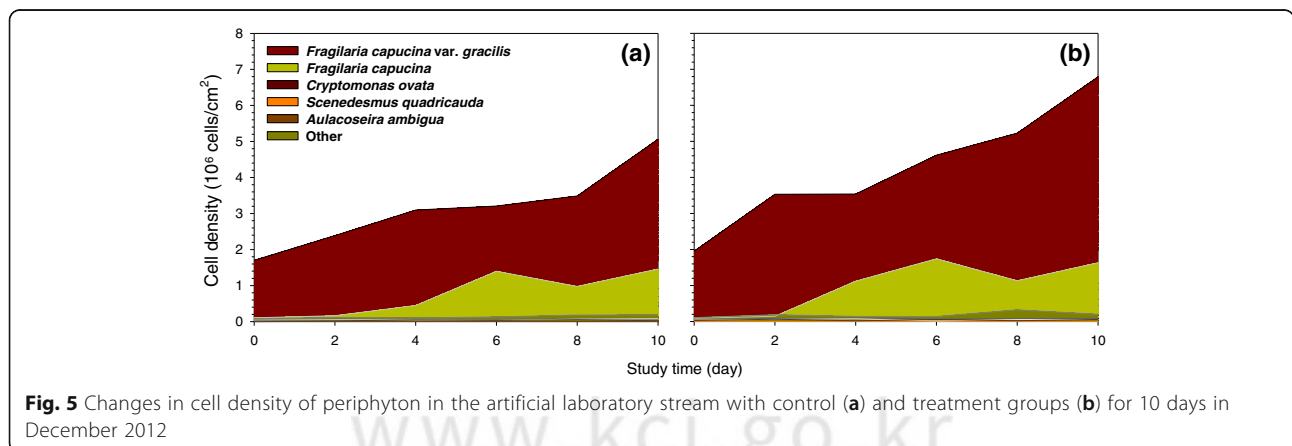 8
7
6
5
4
3
2
1
0
Cell density (10⁶ cells/cm²)
Fragilaria capucina var. gracilis
Fragilaria capucina
Cryptomonas ovata
Scenedesmus quadricauda
Aulacoseira ambigua
Other
(a)
(b)
0 2 4 6 8 10 0 2 4 6 8 10
Study time (day)
Fig. 5 Changes in cell density of periphyton in the artificial laboratory stream with control (a) and treatment groups (b) for 10 days in
December 2012
www.kci.go.kr